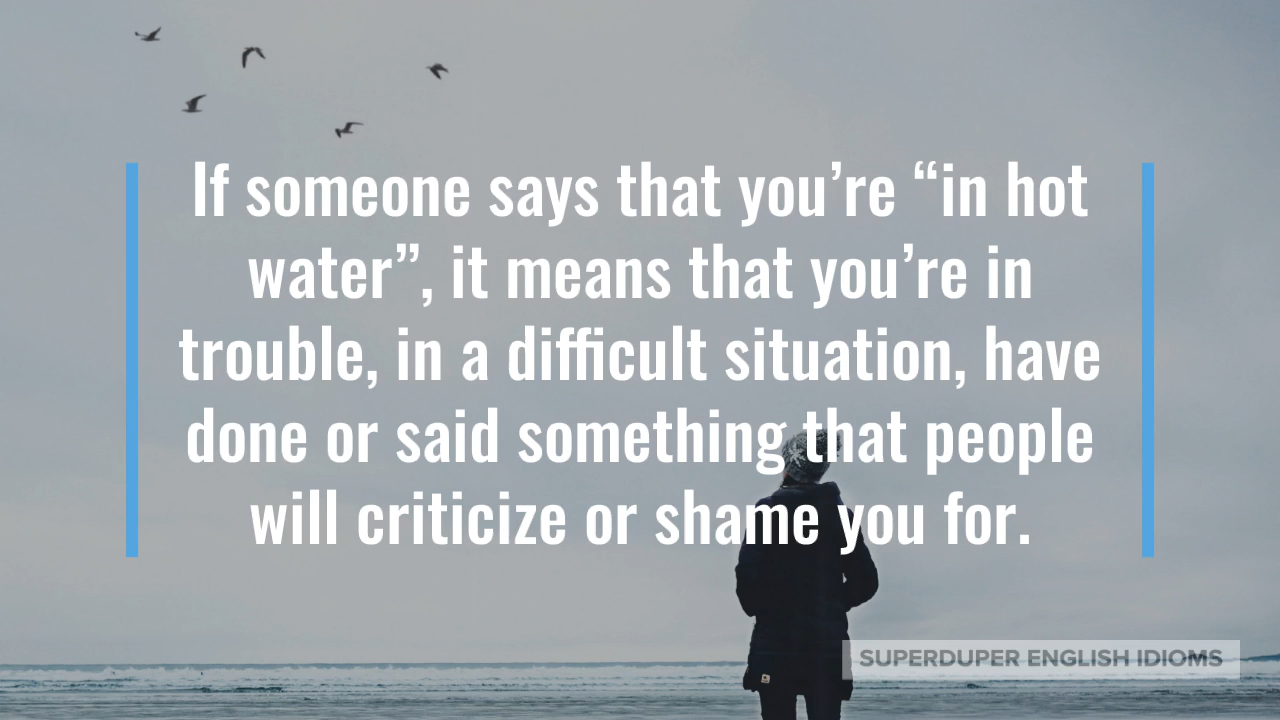 If someone says that you’re “in hot
water”, it means that you’re in
trouble, in a difficult situation, have
done or said something that people
will criticize or shame you for.
SUPERDUPER ENGLISH IDIOMS